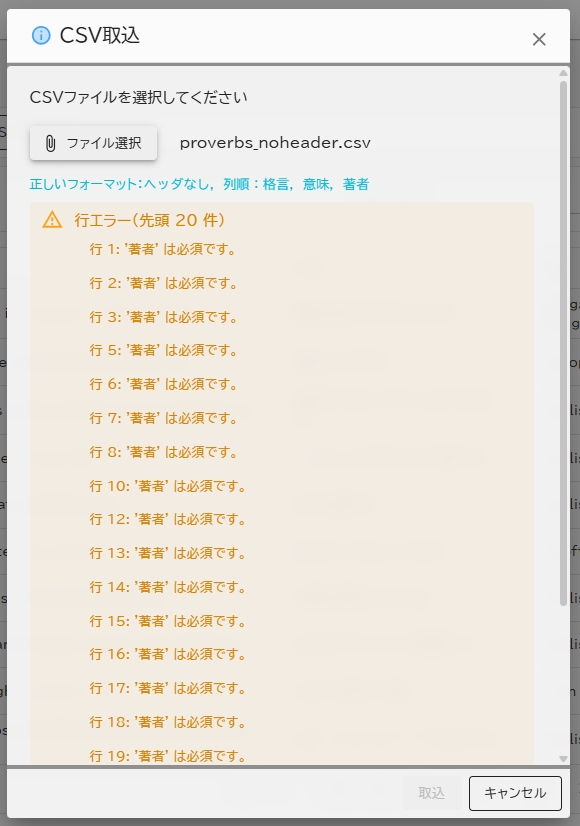 CSV取込
CSVファイルを選択してください
ファイル選択 proverbs_noheader.csv
正しいフォーマット：ヘッダなし, 列順：格言, 意味, 著者
行エラー（先頭 20 件）
行 1: '著者' は必須です。
行 2: '著者' は必須です。
行 3: '著者' は必須です。
行 5: '著者' は必須です。
行 6: '著者' は必須です。
行 7: '著者' は必須です。
行 8: '著者' は必須です。
行 10: '著者' は必須です。
行 12: '著者' は必須です。
行 13: '著者' は必須です。
行 14: '著者' は必須です。
行 15: '著者' は必須です。
行 16: '著者' は必須です。
行 17: '著者' は必須です。
行 18: '著者' は必須です。
行 19: '著者' は必須です。
取込 キャンセル